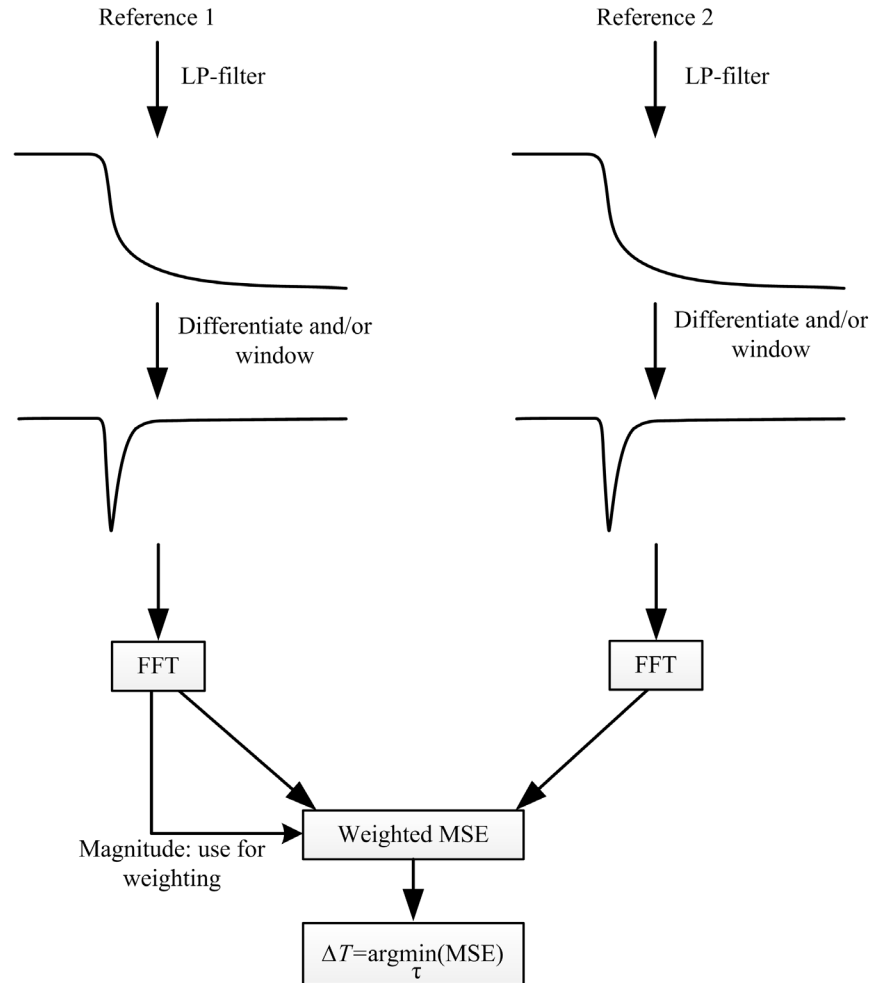 Reference 1
Reference 2
LP-filter
LP-filter
Differentiate and/or
window
Differentiate and/or
window
FFT
FFT
Weighted MSE
Magnitude: use for
weighting
ΔT=argmin(MSE)
τ